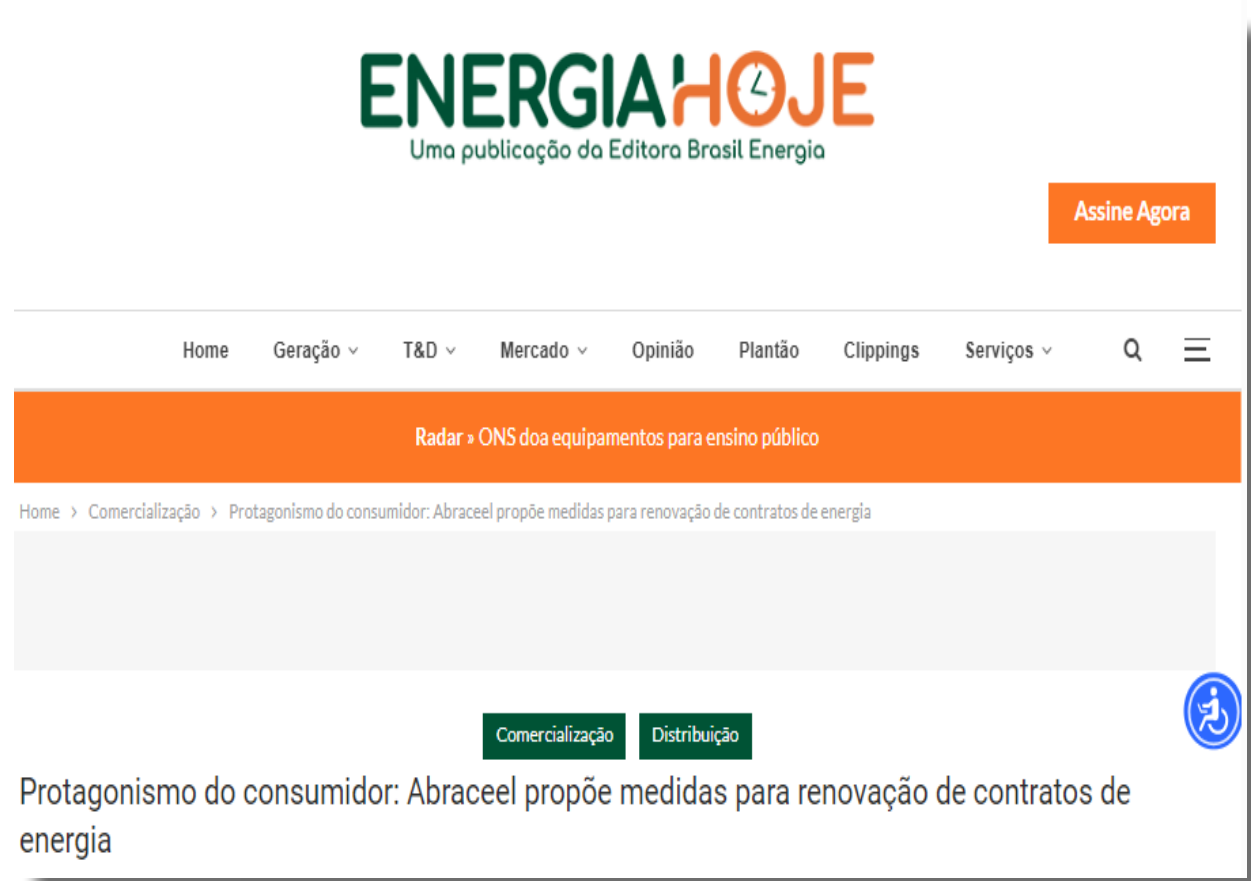 ENERGIAHOJE
Uma publicação da Editora Brasil Energia
Assine Agora
Home Geração T&D Mercado Opinião Plantão Clippings Serviços
Radar » ONS doa equipamentos para ensino público
Home > Comercialização > Protagonismo do consumidor: Abraceel propõe medidas para renovação de contratos de energia
Comercialização Distribuição
Protagonismo do consumidor: Abraceel propõe medidas para renovação de contratos de
energia